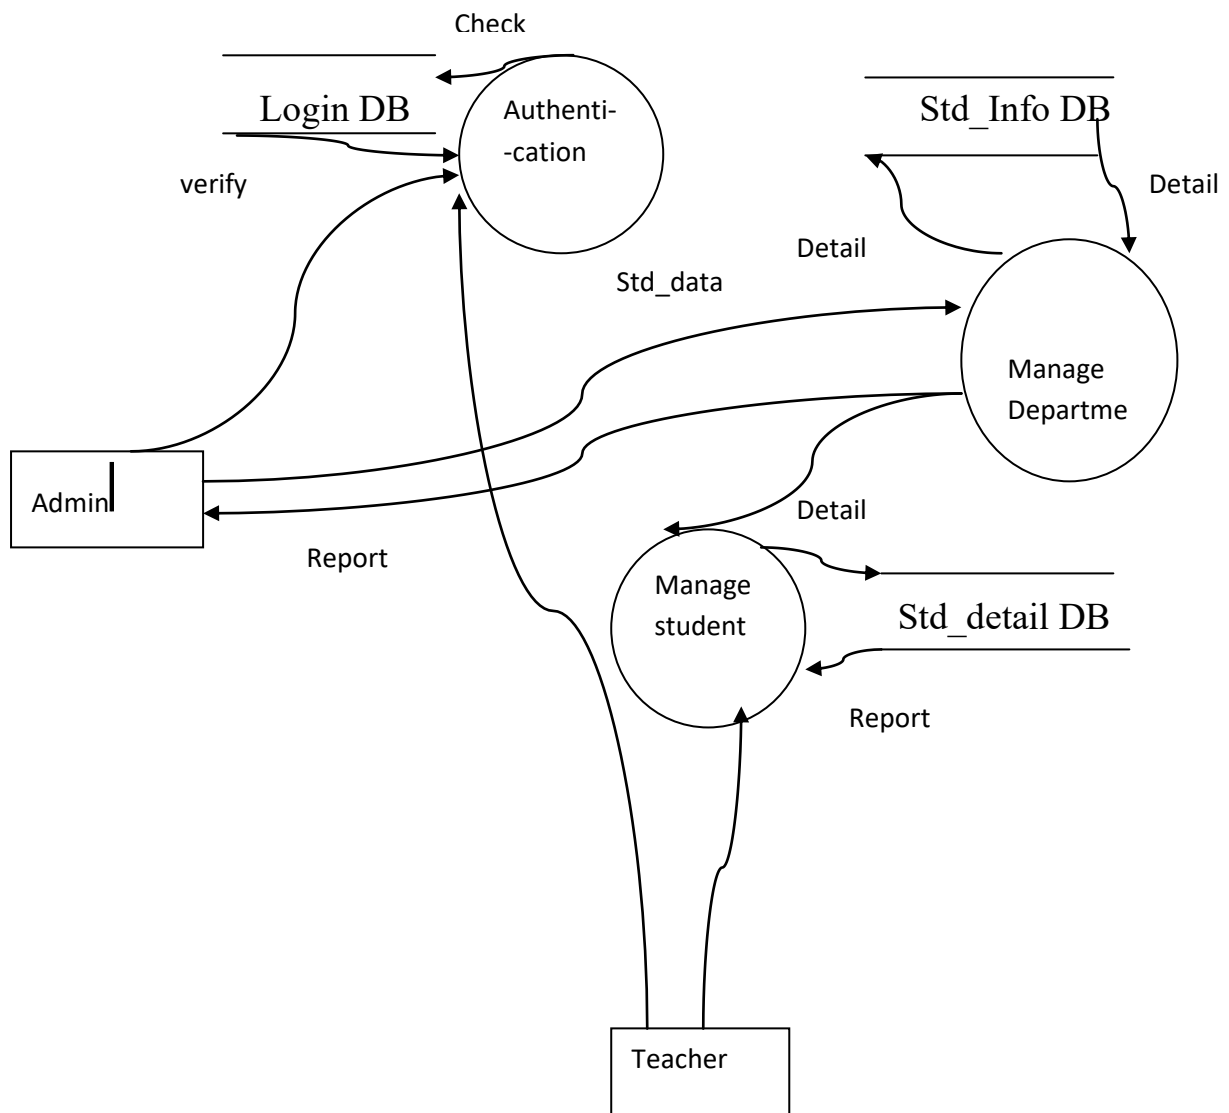 Check
Login DB
Authenti-
-cation
Std_Info DB
verify
Detail
Detail
Std_data
Manage
Departme
Admin
Detail
Report
Manage
student
Std_detail DB
Report
Teacher